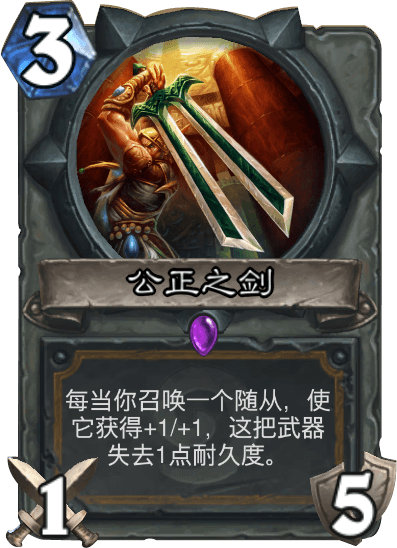 3
公正之剑
每当你召唤一个随从，使
它获得+1/+1，这把武器
失去1点耐久度。
1
5